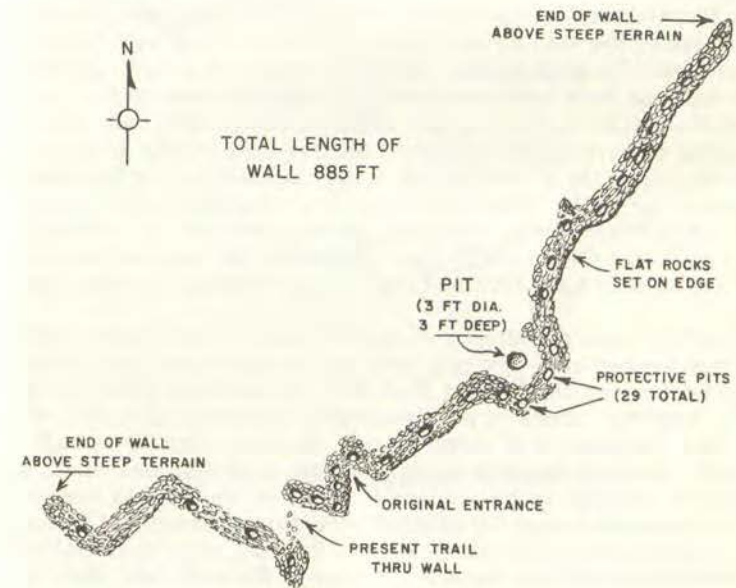 END OF WALL
ABOVE STEEP TERRAIN
N
TOTAL LENGTH OF
WALL 885 FT
FLAT ROCKS
SET ON EDGE
PIT
(3 FT DIA.
3 FT DEEP)
PROTECTIVE PITS
(29 TOTAL)
END OF WALL
ABOVE STEEP TERRAIN
ORIGINAL ENTRANCE
PRESENT TRAIL
THRU WALL